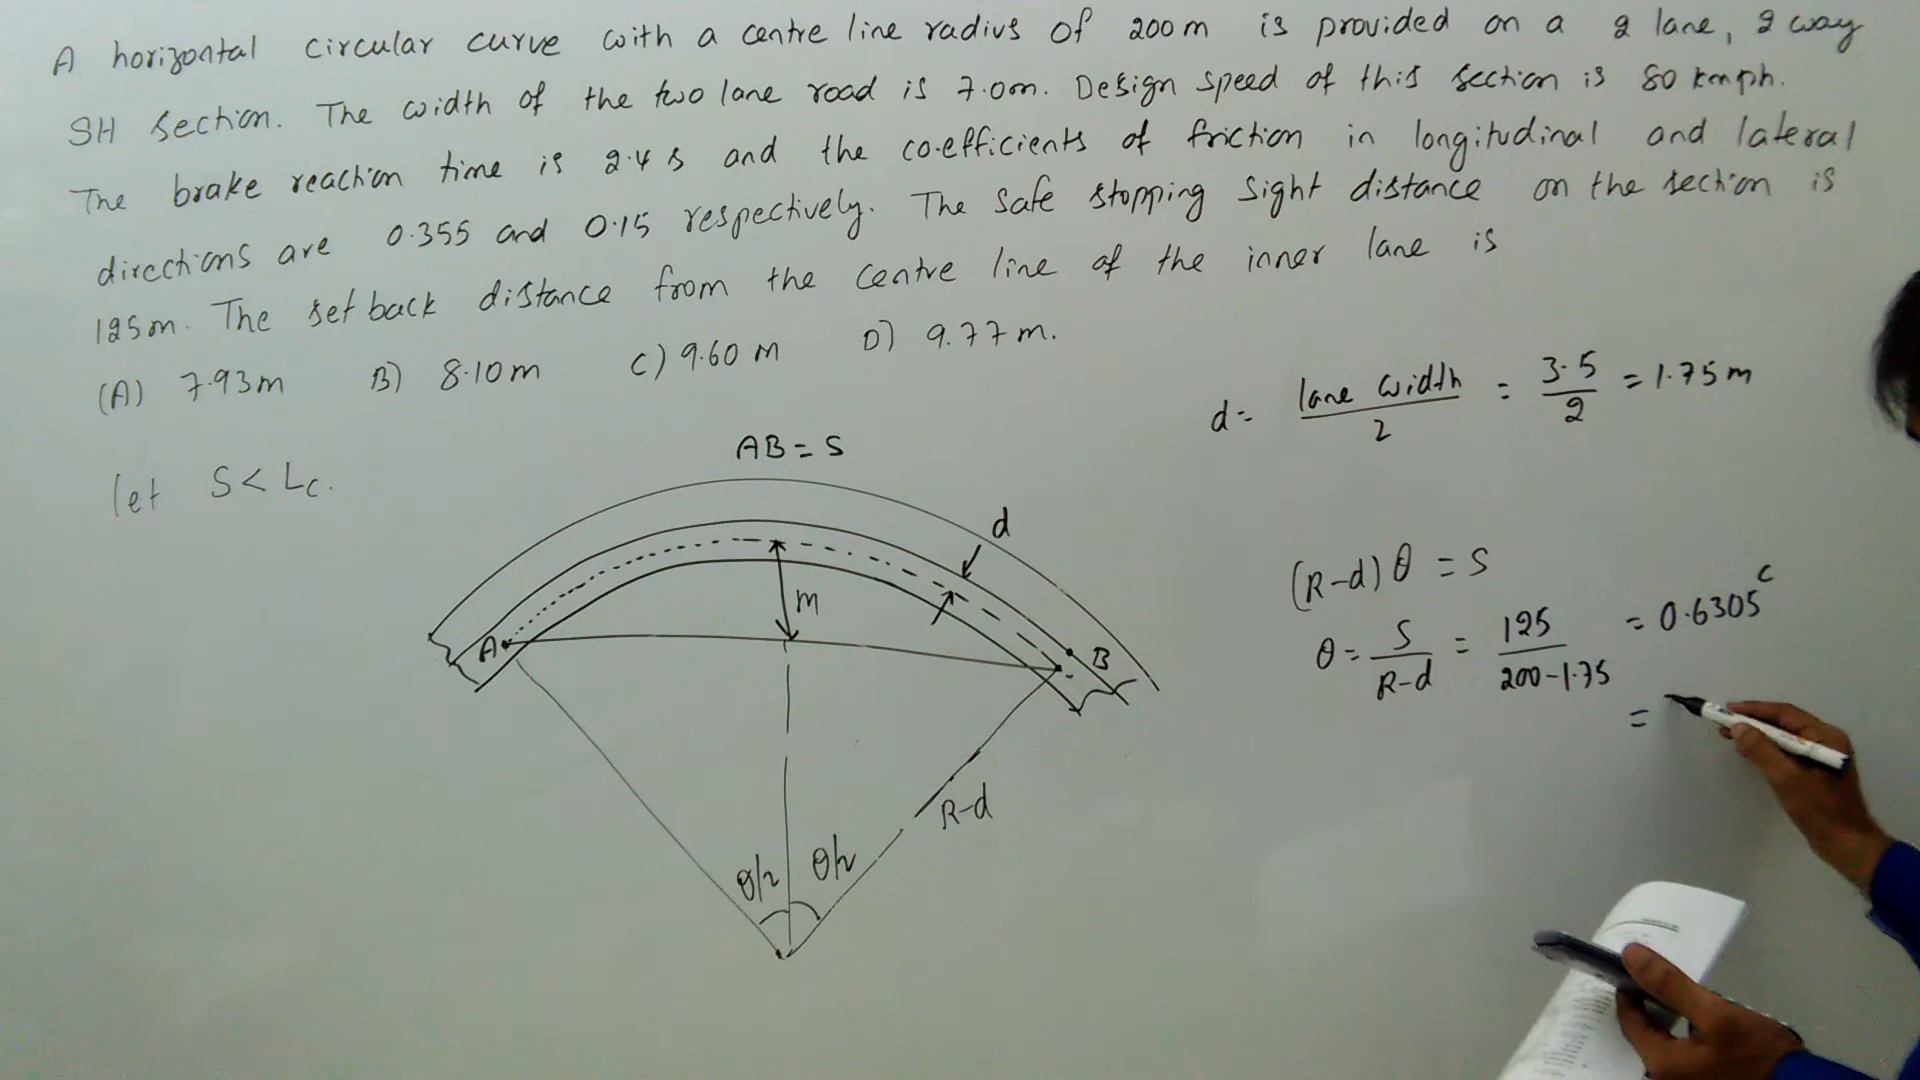 A horizontal circular curve with a centre line radius of 200m is provided on a 2 lane, 2 way
SH section. The width of the two lane road is 7.0m. Design speed of this section is 80 kmph.
The brake reaction time is 2.4 s and the co-efficients of friction in longitudinal and lateral
directions are 0.355 and 0.15 respectively. The safe stopping sight distance on the section is
125m. The set back distance from the centre line of the inner lane is
(A) 7.93m B) 8.10m C) 9.60 m D) 9.77m.
d = lane width / 2 = 3.5 / 2 = 1.75m
let S < Lc.
AB = S
d
m
A
B
R-d
θ/2 θ/2
(R-d) θ = S
θ = S / R-d = 125 / 200-1.75 = 0.6305ᶜ
=